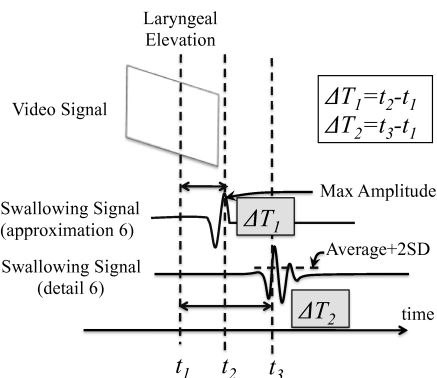 Laryngeal
Elevation
Video Signal
ΔT1=t2-t1
ΔT2=t3-t1
Max Amplitude
Swallowing Signal
(approximation 6)
ΔT1
Average+2SD
Swallowing Signal
(detail 6)
ΔT2
time
t1 t2 t3